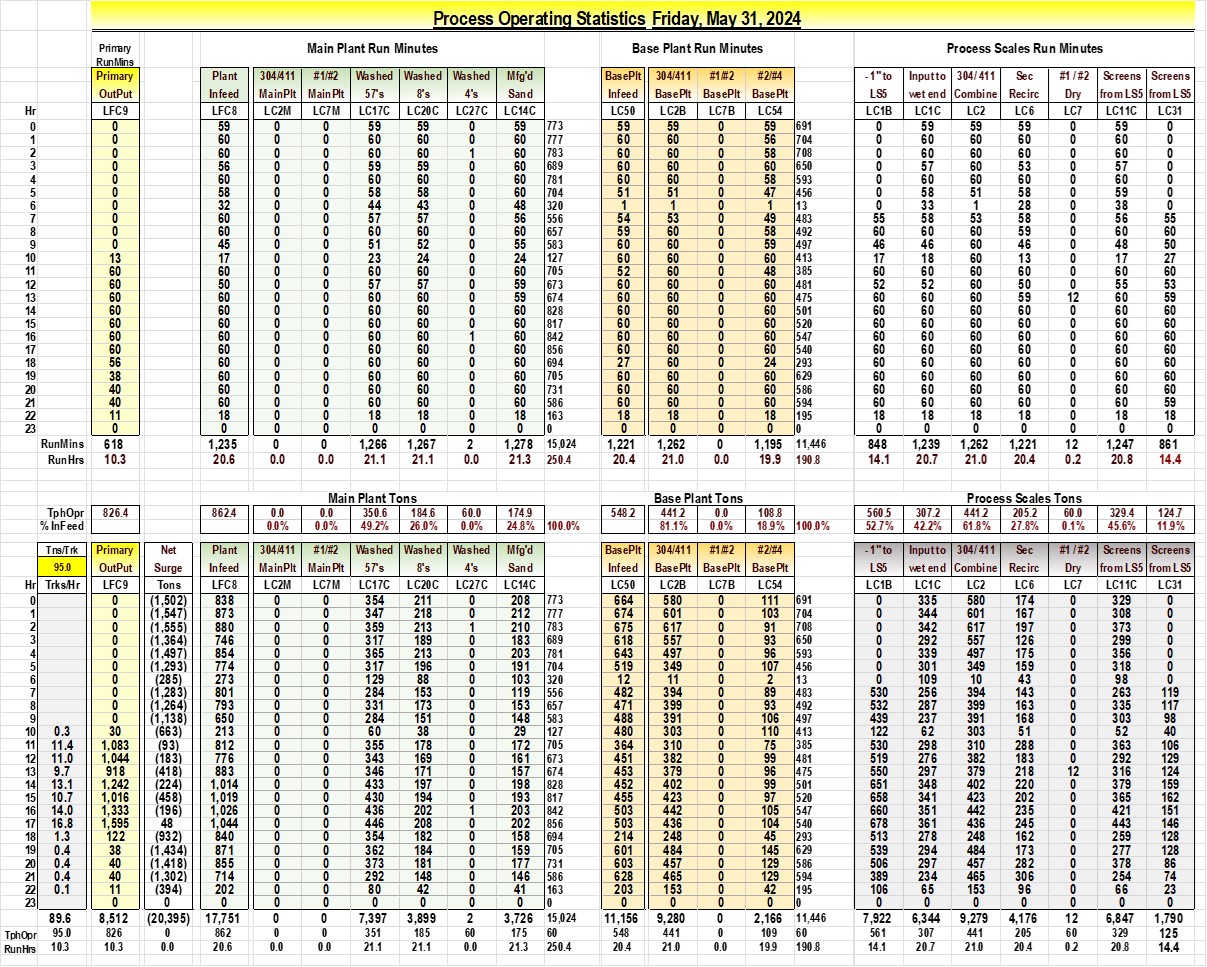 Process Operating Statistics Friday, May 31, 2024
Primary Main Plant Run Minutes Base Plant Run Minutes Process Scales Run Minutes
RunMins
Primary Plant 304/411 #1/#2 Washed Washed Washed Mfg'd BasePlt 304/411 #1/#2 #2/#4 - 1" to Input to 304/ 411 Sec #1 / #2 Screens Screens
OutPut Infeed MainPlt MainPlt 57's 8's 4's Sand Infeed BasePlt BasePlt BasePlt LS5 wet end Combine Recirc Dry from LS5 from LS5
Hr LFC9 LFC8 LC2M LC7M LC17C LC20C LC27C LC14C LC50 LC2B LC7B LC54 LC1B LC1C LC2 LC6 LC7 LC11C LC31
0 0 59 0 0 59 59 0 59 773 59 59 0 59 691 0 59 59 59 0 59 0
1 0 60 0 0 60 60 0 60 777 60 60 0 56 704 0 60 60 60 0 60 0
2 0 60 0 0 60 60 1 60 783 60 60 0 58 708 0 60 60 60 0 60 0
3 0 56 0 0 59 59 0 60 689 60 60 0 60 650 0 57 60 53 0 57 0
4 0 60 0 0 60 60 0 60 781 60 60 0 58 593 0 60 60 60 0 60 0
5 0 58 0 0 58 58 0 60 704 51 51 0 47 456 0 58 51 58 0 59 0
6 0 32 0 0 44 43 0 48 320 1 1 0 1 13 0 33 1 28 0 38 0
7 0 60 0 0 57 57 0 56 556 54 53 0 49 483 55 58 53 58 0 56 55
8 0 60 0 0 60 60 0 60 657 59 60 0 58 492 60 60 60 59 0 60 60
9 0 45 0 0 51 52 0 55 583 60 60 0 59 497 46 46 60 46 0 48 50
10 13 17 0 0 23 24 0 24 127 60 60 0 60 413 17 18 60 13 0 17 27
11 60 60 0 0 60 60 0 60 705 52 60 0 48 385 60 60 60 60 0 60 60
12 60 50 0 0 57 57 0 59 673 60 60 0 60 481 52 52 60 50 0 55 53
13 60 60 0 0 60 60 0 59 674 60 60 0 60 475 60 60 60 59 12 60 59
14 60 60 0 0 60 60 0 60 828 60 60 0 60 501 60 60 60 60 0 60 60
15 60 60 0 0 60 60 0 60 817 60 60 0 60 520 60 60 60 60 0 60 60
16 60 60 0 0 60 60 1 60 842 60 60 0 60 547 60 60 60 60 0 60 60
17 60 60 0 0 60 60 0 60 856 60 60 0 60 540 60 60 60 60 0 60 60
18 56 60 0 0 60 60 0 60 694 27 60 0 24 293 60 60 60 60 0 60 60
19 38 60 0 0 60 60 0 60 705 60 60 0 60 629 60 60 60 60 0 60 60
20 40 60 0 0 60 60 0 60 731 60 60 0 60 586 60 60 60 60 0 60 60
21 40 60 0 0 60 60 0 60 586 60 60 0 60 594 60 60 60 60 0 60 59
22 11 18 0 0 18 18 0 18 163 18 18 0 18 195 18 18 18 18 0 18 18
23 0 0 0 0 0 0 0 0 0 0 0 0 0 0 0 0 0 0 0 0 0
RunMins 618 1,235 0 0 1,266 1,267 2 1,278 15,024 1,221 1,262 0 1,195 11,446 848 1,239 1,262 1,221 12 1,247 861
Run Hrs 10.3 20.6 0.0 0.0 21.1 21.1 0.0 21.3 250.4 20.4 21.0 0.0 19.9 190.8 14.1 20.7 21.0 20.4 0.2 20.8 14.4
Main Plant Tons Base Plant Tons Process Scales Tons
TphOpr 826.4 862.4 0.0 0.0 350.6 184.6 60.0 174.9 548.2 441.2 0.0 108.8 560.5 307.2 441.2 205.2 60.0 329.4 124.7
% InFeed 0.0% 0.0% 49.2% 26.0% 0.0% 24.8% 100.0% 81.1% 0.0% 18.9% 100.0% 52.7% 42.2% 61.8% 27.8% 0.1% 45.6% 11.9%
Tns/Trk Primary Net Plant 304/411 #1/#2 Washed Washed Washed Mfg'd BasePlt 304/411 #1/#2 #2/#4 - 1" to Input to 304/ 411 Sec #1 / #2 Screens Screens
95.0 OutPut Surge Infeed MainPlt MainPlt 57's 8's 4's Sand Infeed BasePlt BasePlt BasePlt LS5 wet end Combine Recirc Dry from LS5 from LS5
Hr Trks/Hr LFC9 Tons LFC8 LC2M LC7M LC17C LC20C LC27C LC14C LC50 LC2B LC7B LC54 LC1B LC1C LC2 LC6 LC7 LC11C LC31
0 0 (1,502) 838 0 0 354 211 0 208 773 664 580 0 111 691 0 335 580 174 0 329 0
1 0 (1,547) 873 0 0 347 218 0 212 777 674 601 0 103 704 0 344 601 167 0 308 0
2 0 (1,555) 880 0 0 359 213 1 210 783 675 617 0 91 708 0 342 617 197 0 373 0
3 0 (1,364) 746 0 0 317 189 0 183 689 618 557 0 93 650 0 292 557 126 0 299 0
4 0 (1,497) 854 0 0 365 213 0 203 781 643 497 0 96 593 0 339 497 175 0 356 0
5 0 (1,293) 774 0 0 317 196 0 191 704 519 349 0 107 456 0 301 349 159 0 318 0
6 0 (285) 273 0 0 129 88 0 103 320 12 11 0 2 13 0 109 10 43 0 98 0
7 0 (1,283) 801 0 0 284 153 0 119 556 482 394 0 89 483 530 256 394 143 0 263 119
8 0 (1,264) 793 0 0 331 173 0 153 657 471 399 0 93 492 532 287 399 163 0 335 117
9 0 (1,138) 650 0 0 284 151 0 148 583 488 391 0 106 497 439 237 391 168 0 303 98
10 0.3 30 (663) 213 0 0 60 38 0 29 127 480 303 0 110 413 122 62 303 51 0 52 40
11 11.4 1,083 (93) 812 0 0 355 178 0 172 705 364 310 0 75 385 530 298 310 288 0 363 106
12 11.0 1,044 (183) 776 0 0 343 169 0 161 673 451 382 0 99 481 519 276 382 183 0 292 129
13 9.7 918 (418) 883 0 0 346 171 0 157 674 453 379 0 96 475 550 297 379 218 12 316 124
14 13.1 1,242 (224) 1,014 0 0 433 197 0 198 828 452 402 0 99 501 651 348 402 220 0 379 159
15 10.7 1,016 (458) 1,019 0 0 430 194 0 193 817 455 423 0 97 520 658 341 423 202 0 365 162
16 14.0 1,333 (196) 1,026 0 0 436 202 1 203 842 503 442 0 105 547 660 351 442 235 0 421 151
17 16.8 1,595 48 1,044 0 0 446 208 0 202 856 503 436 0 104 540 678 361 436 245 0 443 146
18 1.3 122 (932) 840 0 0 354 182 0 158 694 214 248 0 45 293 513 278 248 162 0 259 128
19 0.4 38 (1,434) 871 0 0 362 184 0 159 705 601 484 0 145 629 539 294 484 173 0 277 128
20 0.4 40 (1,418) 855 0 0 373 181 0 177 731 603 457 0 129 586 506 297 457 282 0 378 86
21 0.4 40 (1,302) 714 0 0 292 148 0 146 586 628 465 0 129 594 389 234 465 306 0 254 74
22 0.1 11 (394) 202 0 0 80 42 0 41 163 203 153 0 42 195 106 65 153 96 0 66 23
23 0 0 0 0 0 0 0 0 0 0 0 0 0 0 0 0 0 0 0 0 0 0
89.6 8,512 (20,395) 17,751 0 0 7,397 3,899 2 3,726 15,024 11,156 9,280 0 2,166 11,446 7,922 6,344 9,279 4,176 12 6,847 1,790
TphOpr 95.0 826 0 862 0 0 351 185 60 175 60 548 441 0 109 60 561 307 441 205 60 329 125
RunHrs 10.3 10.3 0.0 20.6 0.0 0.0 21.1 21.1 0.0 21.3 250.4 20.4 21.0 0.0 19.9 190.8 14.1 20.7 21.0 20.4 0.2 20.8 14.4